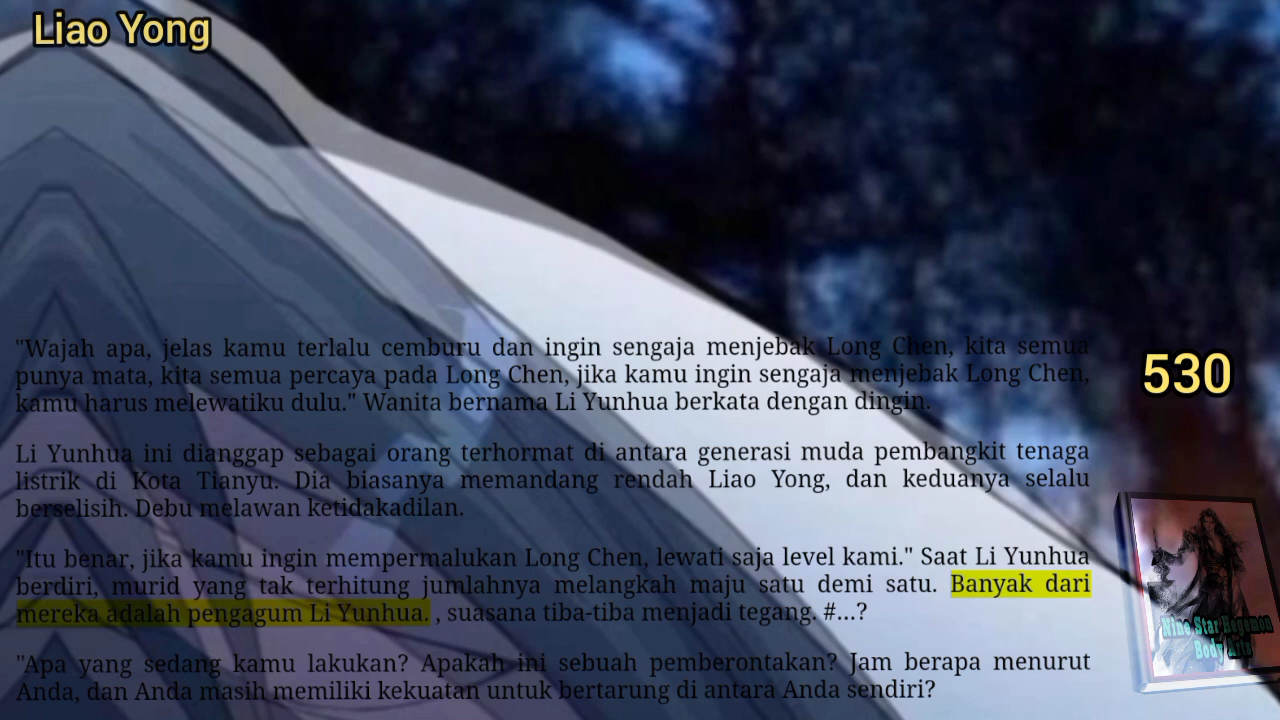 Liao Yong
"Wajah apa, jelas kamu terlalu cemburu dan ingin sengaja menjebak Long Chen, kita semua
punya mata, kita semua percaya pada Long Chen, jika kamu ingin sengaja menjebak Long Chen,
kamu harus melewatiku dulu." Wanita bernama Li Yunhua berkata dengan dingin.
530
Li Yunhua ini dianggap sebagai orang terhormat di antara generasi muda pembangkit tenaga
listrik di Kota Tianyu. Dia biasanya memandang rendah Liao Yong, dan keduanya selalu
berselisih. Debu melawan ketidakadilan.
"Itu benar, jika kamu ingin mempermalukan Long Chen, lewati saja level kami." Saat Li Yunhua
berdiri, murid yang tak terhitung jumlahnya melangkah maju satu demi satu. Banyak dari
mereka adalah pengagum Li Yunhua. , suasana tiba-tiba menjadi tegang. #...?
"Apa yang sedang kamu lakukan? Apakah ini sebuah pemberontakan? Jam berapa menurut
Anda, dan Anda masih memiliki kekuatan untuk bertarung di antara Anda sendiri?
Nine Star Hegemon
Body Arts